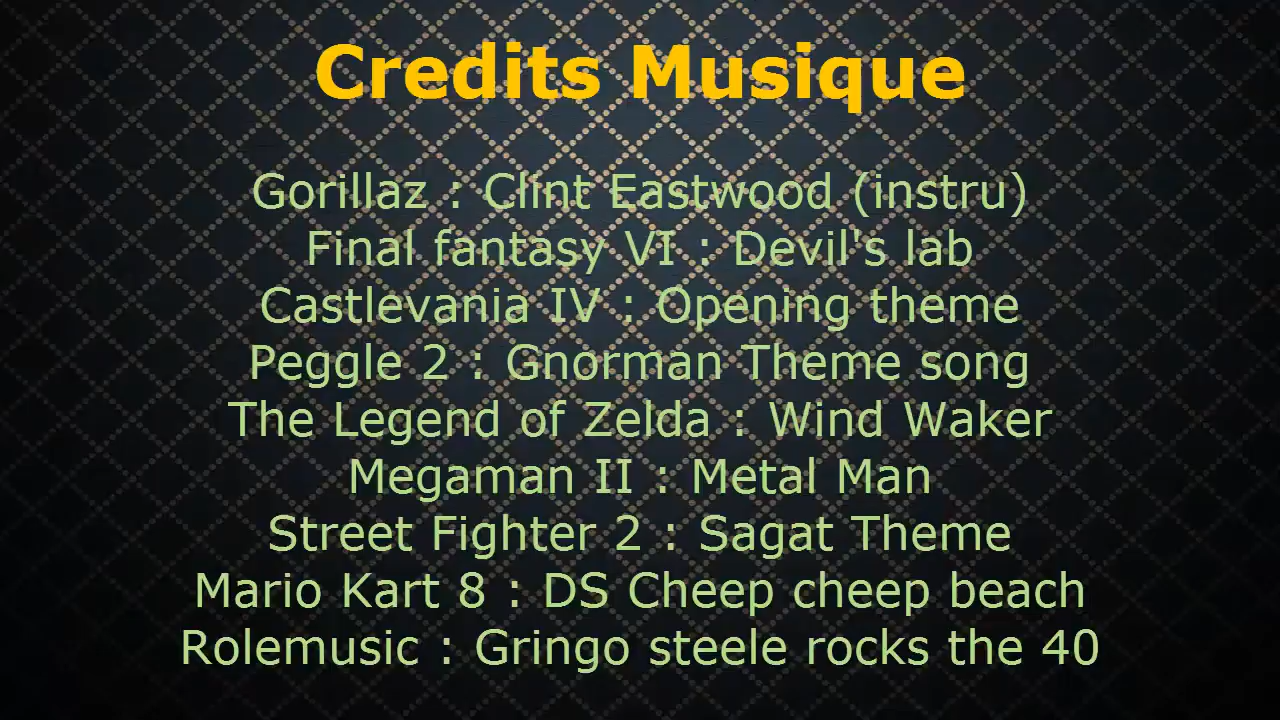 Credits Musique
Gorillaz : Clint Eastwood (instru)
Final fantasy VI : Devil's lab
Castlevania IV : Opening theme
Peggle 2 : Gnorman Theme song
The Legend of Zelda : Wind Waker
Megaman II : Metal Man
Street Fighter 2 : Sagat Theme
Mario Kart 8 : DS Cheep cheep beach
Rolemusic : Gringo steele rocks the 40